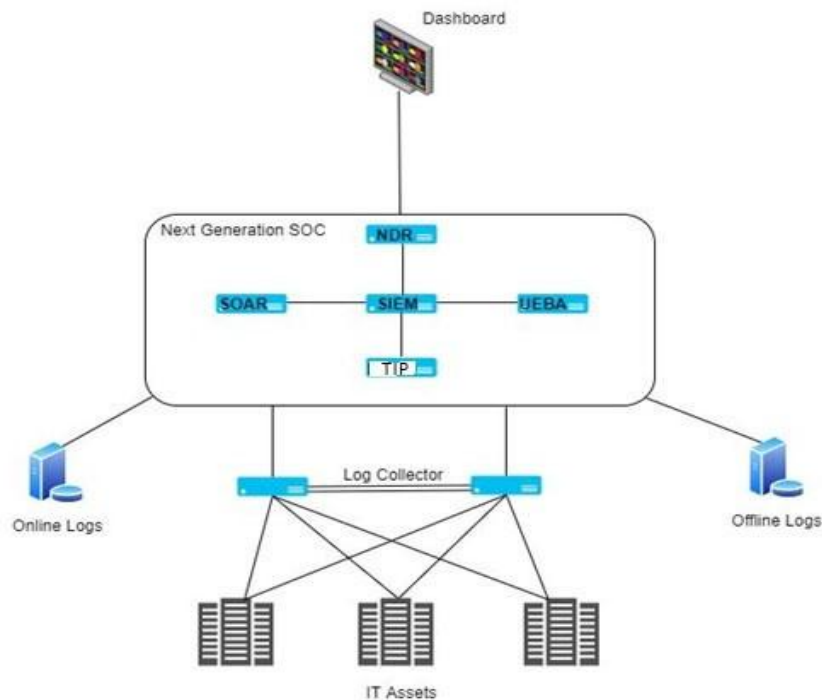 Dashboard
Next Generation SOC
NDR
SOAR
SIEM
UEBA
TIP
Log Collector
Online Logs
Offline Logs
IT Assets